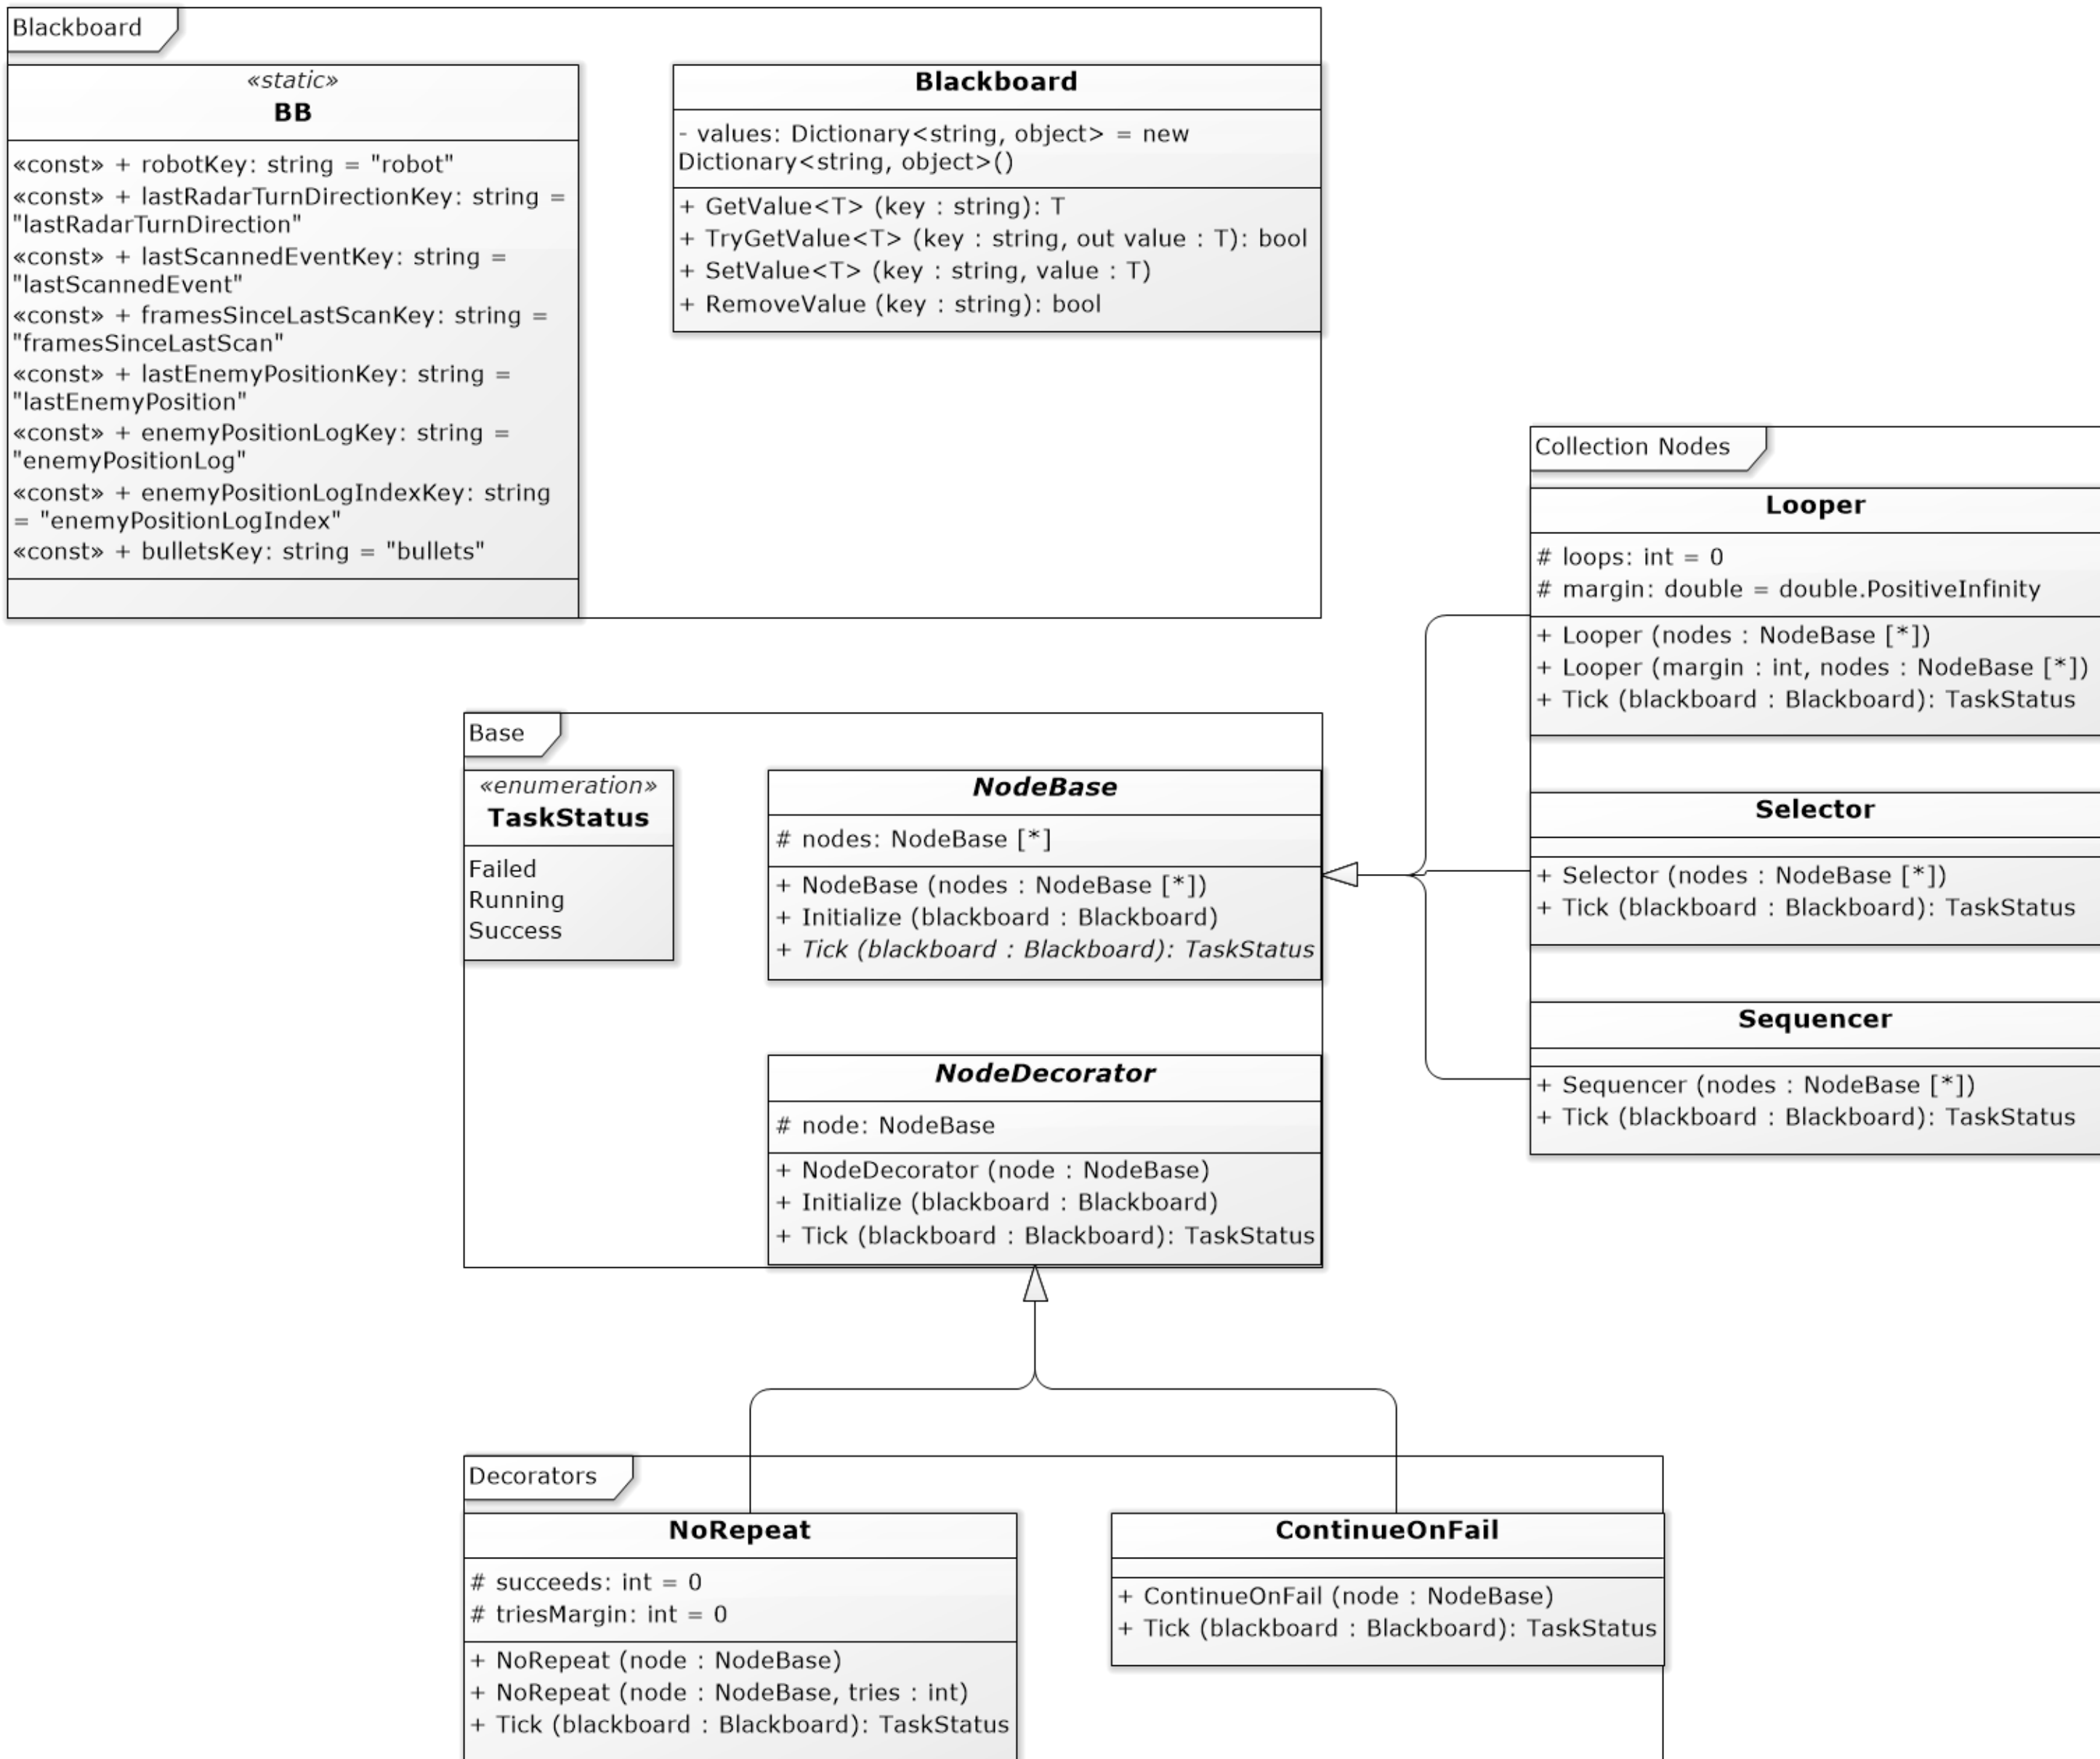 Blackboard
«static»
BB
«const» + robotKey: string = "robot"
«const» + lastRadarTurnDirectionKey: string =
"lastRadarTurnDirection"
«const» + lastScannedEventKey: string =
"lastScannedEvent"
«const» + framesSinceLastScanKey: string =
"framesSinceLastScan"
«const» + lastEnemyPositionKey: string =
"lastEnemyPosition"
«const» + enemyPositionLogKey: string =
"enemyPositionLog"
«const» + enemyPositionLogIndexKey: string
= "enemyPositionLogIndex"
«const» + bulletsKey: string = "bullets"
Blackboard
- values: Dictionary<string, object> = new
Dictionary<string, object>()
+ GetValue<T> (key : string): T
+ TryGetValue<T> (key : string, out value : T): bool
+ SetValue<T> (key : string, value : T)
+ RemoveValue (key : string): bool
Collection Nodes
Looper
# loops: int = 0
# margin: double = double.PositiveInfinity
+ Looper (nodes : NodeBase [*])
+ Looper (margin : int, nodes : NodeBase [*])
+ Tick (blackboard : Blackboard): TaskStatus
Selector
+ Selector (nodes : NodeBase [*])
+ Tick (blackboard : Blackboard): TaskStatus
Sequencer
+ Sequencer (nodes : NodeBase [*])
+ Tick (blackboard : Blackboard): TaskStatus
Base
«enumeration»
TaskStatus
Failed
Running
Success
NodeBase
# nodes: NodeBase [*]
+ NodeBase (nodes : NodeBase [*])
+ Initialize (blackboard : Blackboard)
+ Tick (blackboard : Blackboard): TaskStatus
NodeDecorator
# node: NodeBase
+ NodeDecorator (node : NodeBase)
+ Initialize (blackboard : Blackboard)
+ Tick (blackboard : Blackboard): TaskStatus
Decorators
NoRepeat
# succeeds: int = 0
# triesMargin: int = 0
+ NoRepeat (node : NodeBase)
+ NoRepeat (node : NodeBase, tries : int)
+ Tick (blackboard : Blackboard): TaskStatus
ContinueOnFail
+ ContinueOnFail (node : NodeBase)
+ Tick (blackboard : Blackboard): TaskStatus